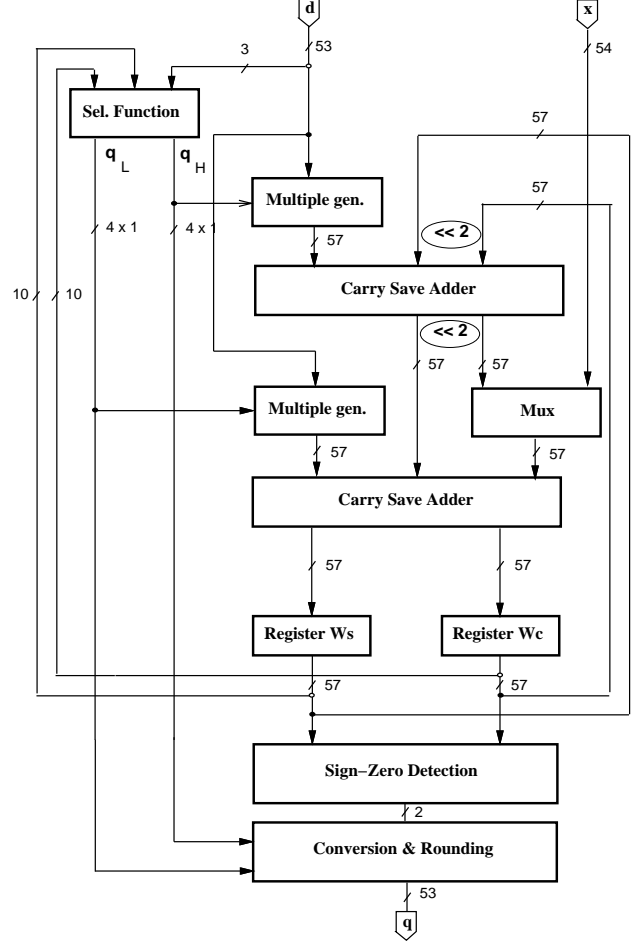 d
x
3
53
54
Sel. Function
57
q L
q H
57
Multiple gen.
4 x 1
4 x 1
57
<< 2
10
10
Carry Save Adder
<< 2
57
57
Multiple gen.
Mux
57
57
Carry Save Adder
57
57
Register Ws
Register Wc
57
57
Sign-Zero Detection
2
Conversion & Rounding
53
q